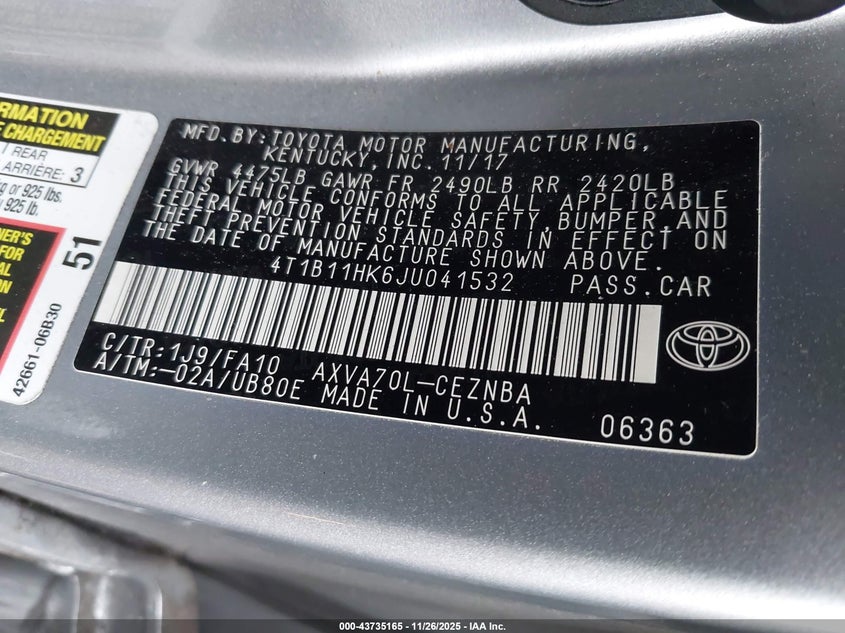 MFD.BY: TOYOTA MOTOR MANUFACTURING,
KENTUCKY, INC. 11/17
GVWR 4475LB GAWR FR 2490LB RR 2420LB
THIS VEHICLE CONFORMS TO ALL APPLICABLE
FEDERAL MOTOR VEHICLE SAFETY, BUMPER, AND
THEFT PREVENTION STANDARDS IN EFFECT ON
THE DATE OF MANUFACTURE SHOWN ABOVE.
4T1B11HK6JU041532 PASS.CAR
C/TR: 1J9/FA10 AXVA70L-CEZNBA
A/TM: -02A/UB80E MADE IN U.S.A.
06363
CHARGEMENT
REAR
ARRIÈRE: 3
or 925 lbs.
925 lb.
51
42661-06B30
000-43735165 - 11/26/2025 - IAA Inc.